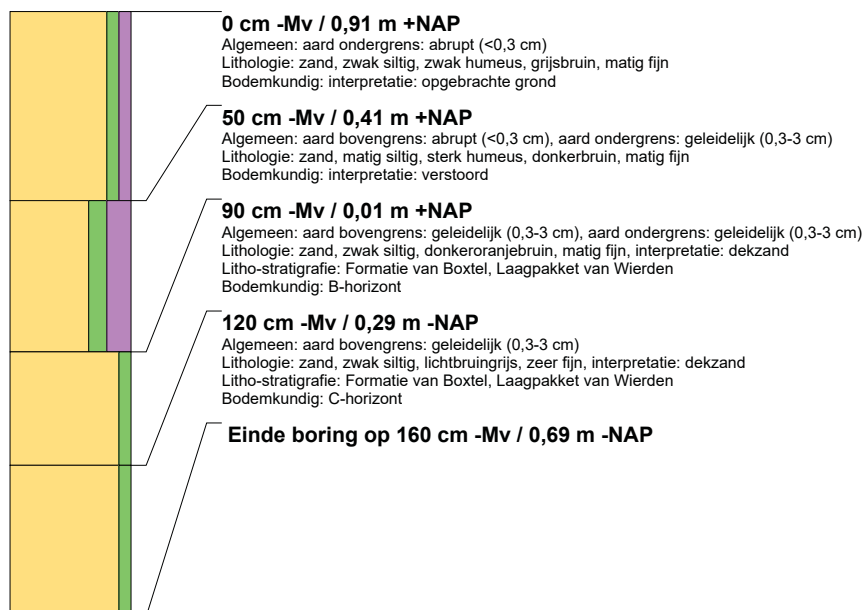 0 cm -Mv / 0,91 m +NAP
Algemeen: aard ondergrens: abrupt (<0,3 cm)
Lithologie: zand, zwak siltig, zwak humeus, grijsbruin, matig fijn
Bodemkundig: interpretatie: opgebrachte grond
50 cm -Mv / 0,41 m +NAP
Algemeen: aard bovengrens: abrupt (<0,3 cm), aard ondergrens: geleidelijk (0,3-3 cm)
Lithologie: zand, matig siltig, sterk humeus, donkerbruin, matig fijn
Bodemkundig: interpretatie: verstoord
90 cm -Mv / 0,01 m +NAP
Algemeen: aard bovengrens: geleidelijk (0,3-3 cm), aard ondergrens: geleidelijk (0,3-3 cm)
Lithologie: zand, zwak siltig, donkeroranjebruin, matig fijn, interpretatie: dekzand
Litho-stratigrafie: Formatie van Boxtel, Laagpakket van Wierden
Bodemkundig: B-horizont
120 cm -Mv / 0,29 m -NAP
Algemeen: aard bovengrens: geleidelijk (0,3-3 cm)
Lithologie: zand, zwak siltig, lichtbruingrijs, zeer fijn, interpretatie: dekzand
Litho-stratigrafie: Formatie van Boxtel, Laagpakket van Wierden
Bodemkundig: C-horizont
Einde boring op 160 cm -Mv / 0,69 m -NAP